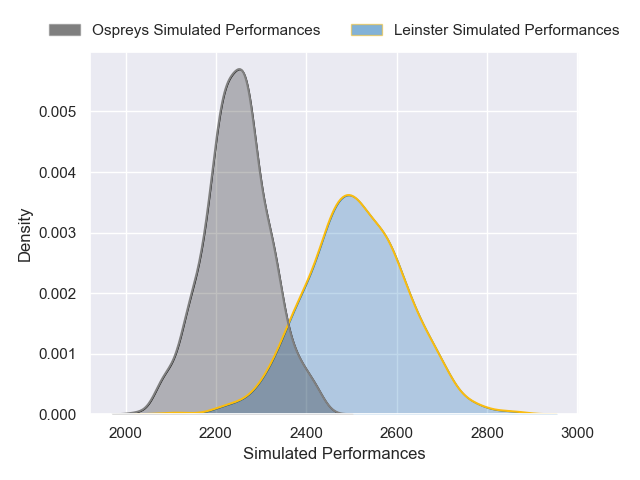 Ospreys Simulated Performances Leinster Simulated Performances
0.005
0.004
0.003
0.002
0.001
0.000
Density
2000 2200 2400 2600 2800 3000
Simulated Performances